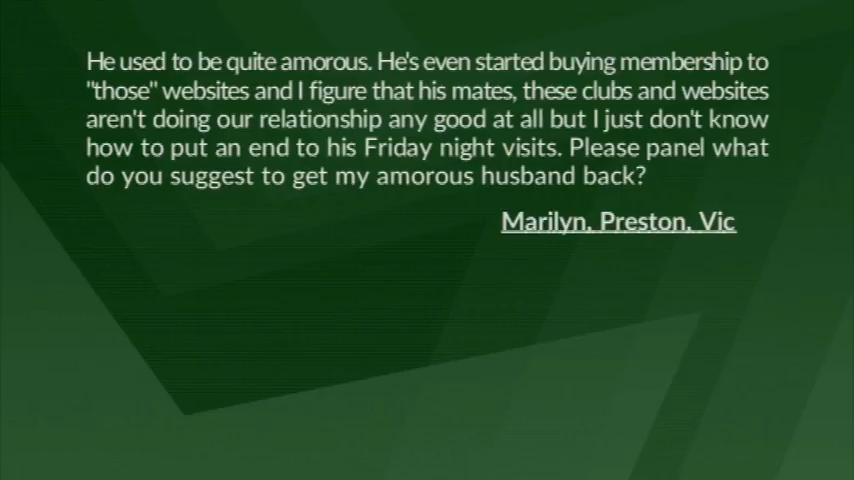 He used to be quite amorous. He's even started buying membership to
"those" websites and I figure that his mates, these clubs and websites
aren't doing our relationship any good at all but I just don't know
how to put an end to his Friday night visits. Please panel what
do you suggest to get my amorous husband back?
Marilyn, Preston, Vic